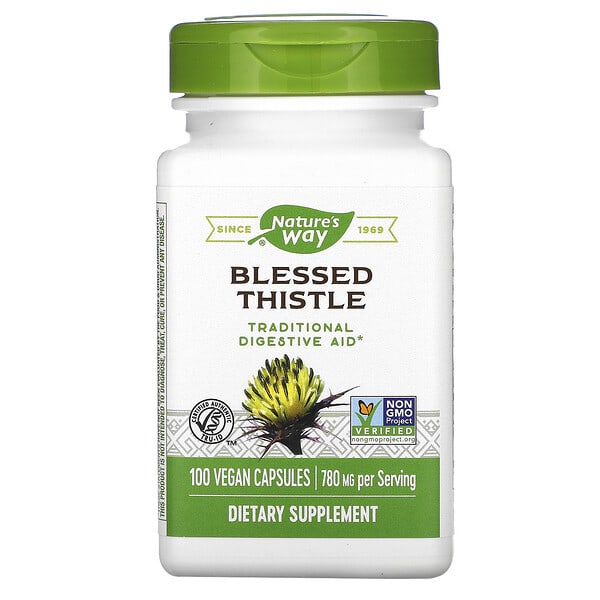 SINCE
Nature's
Way®
1969
BLESSED
THISTLE
TRADITIONAL
DIGESTIVE AID*
CERTIFIED AUTHENTIC
TRU-ID™
NON
GMO
Project
VERIFIED
nongmoproject.org
100 VEGAN CAPSULES | 780 MG per Serving
DIETARY SUPPLEMENT
THIS PRODUCT IS NOT INTENDED TO DIAGNOSE, TREAT, CURE, OR PREVENT ANY DISEASE.